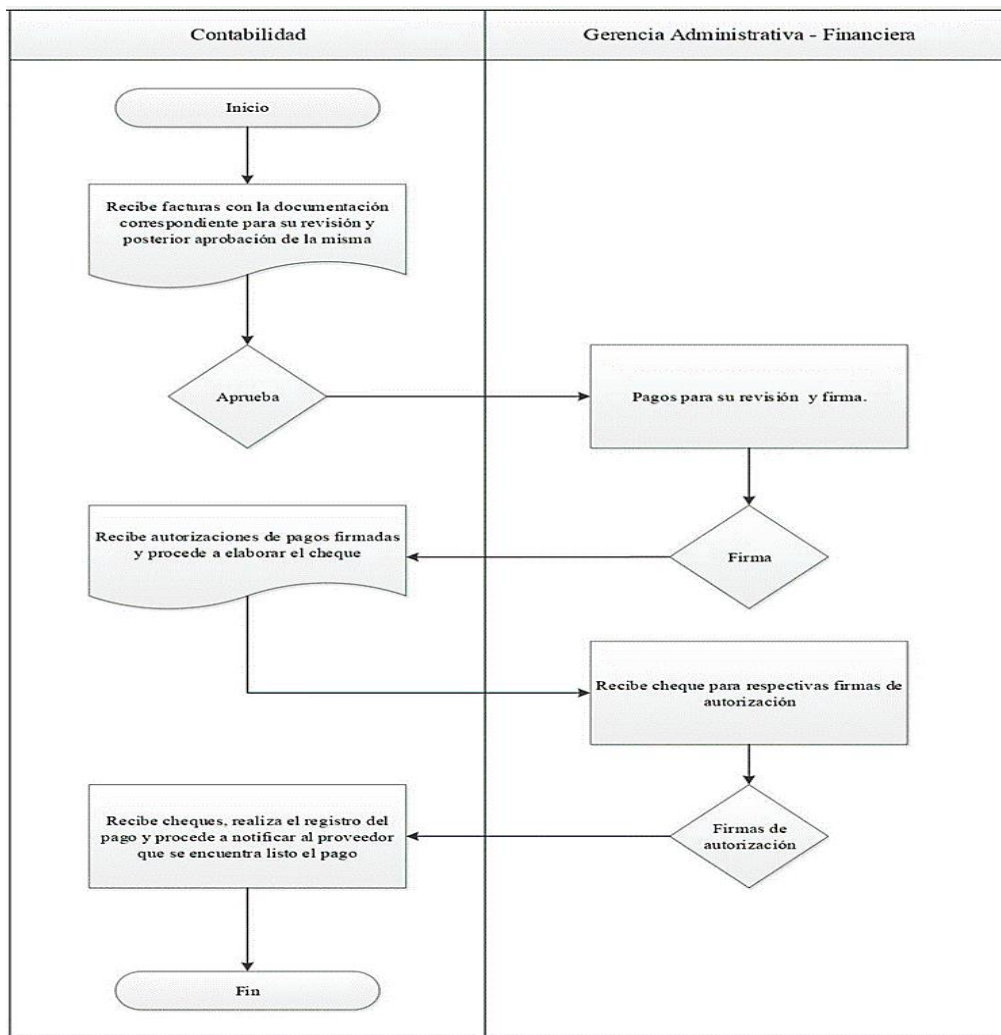 Contabilidad
Gerencia Administrativa - Financiera
Inicio
Recibe facturas con la documentación
correspondiente para su revisión y
posterior aprobación de la misma
Aprueba
Pagos para su revisión y firma.
Firma
Recibe autorizaciones de pagos firmadas
y procede a elaborar el cheque
Recibe cheque para respectivas firmas de
autorización
Firmas de
autorización
Recibe cheques, realiza el registro del
pago y procede a notificar al proveedor
que se encuentra listo el pago
Fin